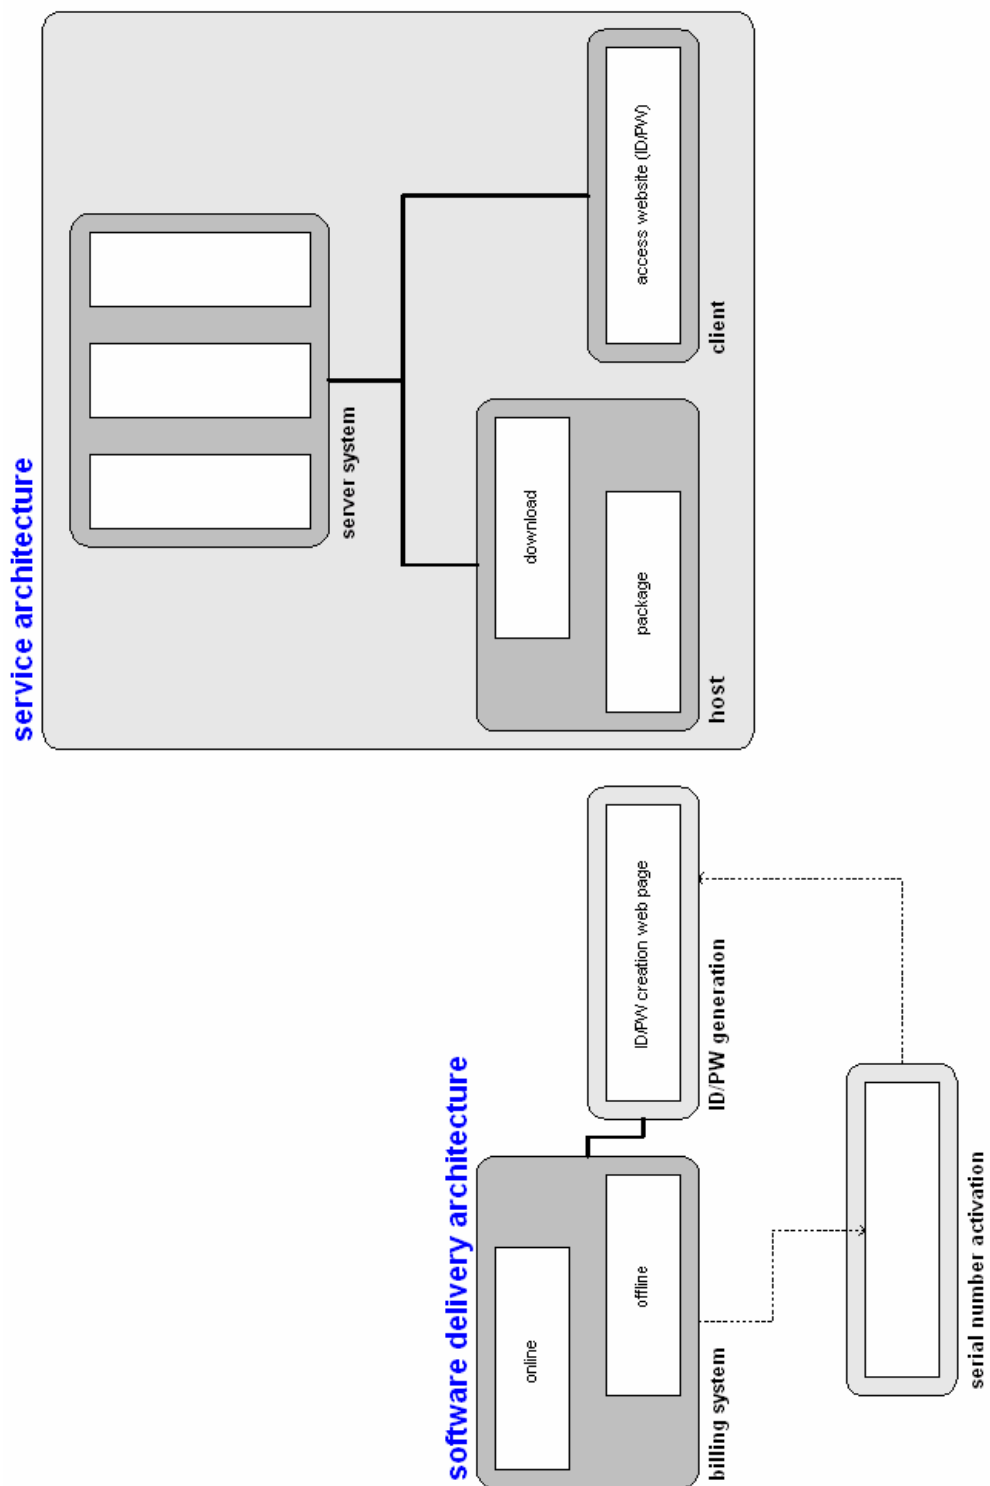 software delivery architecture
online
offline
billing system
ID/PW creation web page
ID/PW generation
serial number activation
service architecture
server system
download
package
host
access website (ID/PW)
client